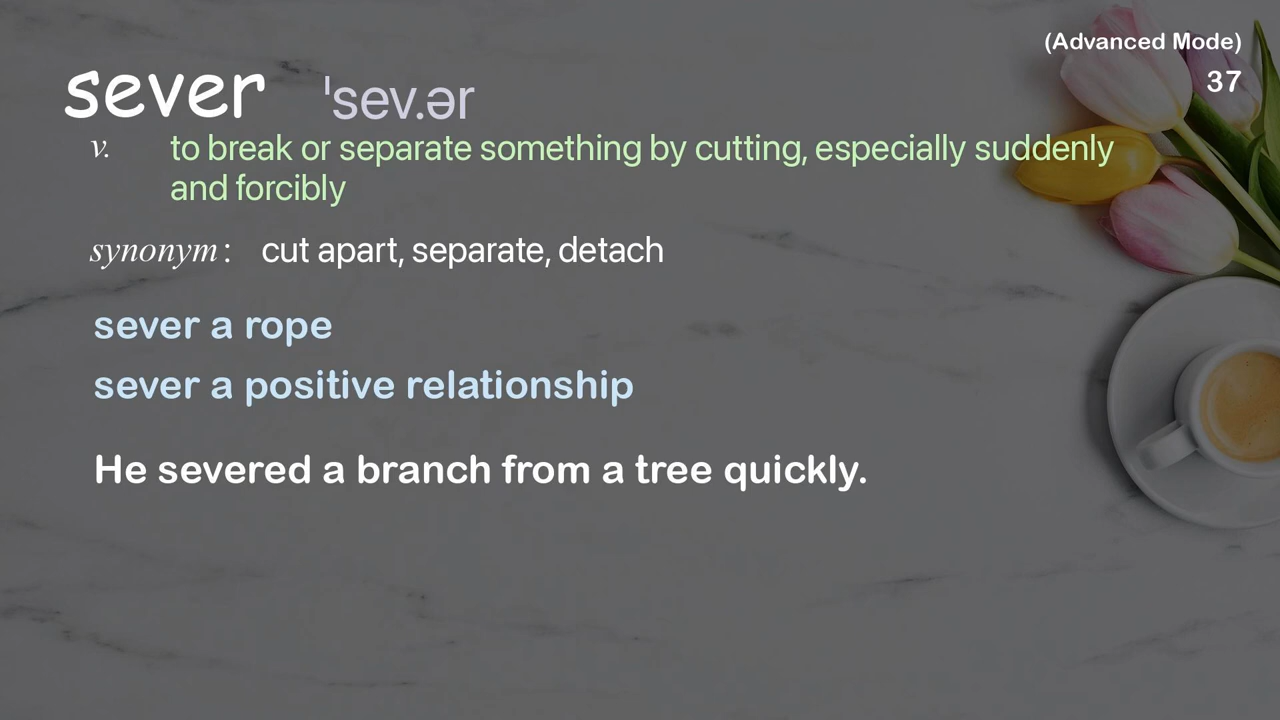 (Advanced Mode)
37
sever ˈsev.ər
v. to break or separate something by cutting, especially suddenly
and forcibly
synonym: cut apart, separate, detach
sever a rope
sever a positive relationship
He severed a branch from a tree quickly.